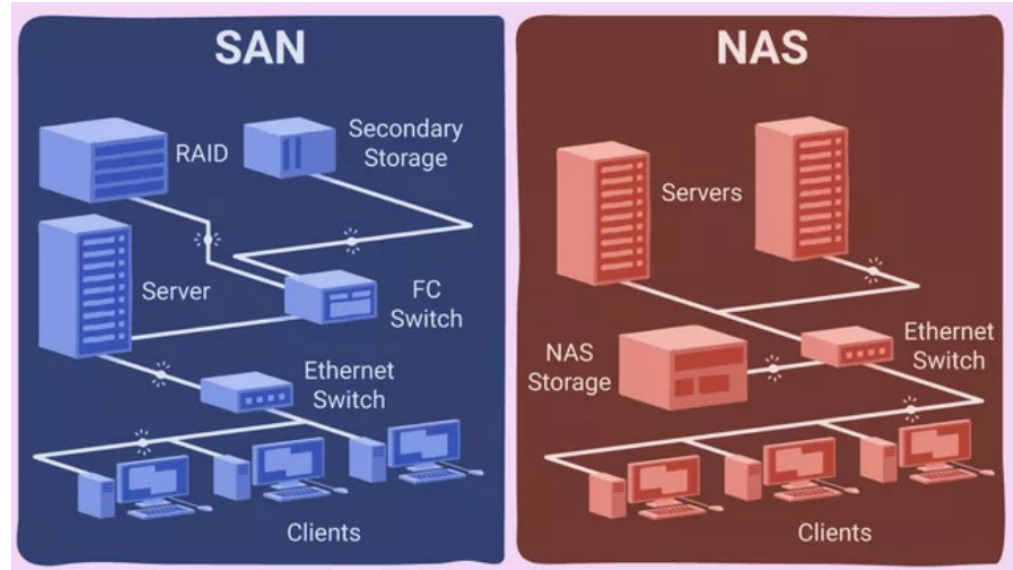 SAN
RAID
Secondary
Storage
Server
FC
Switch
Ethernet
Switch
Clients
NAS
Servers
NAS
Storage
Ethernet
Switch
Clients